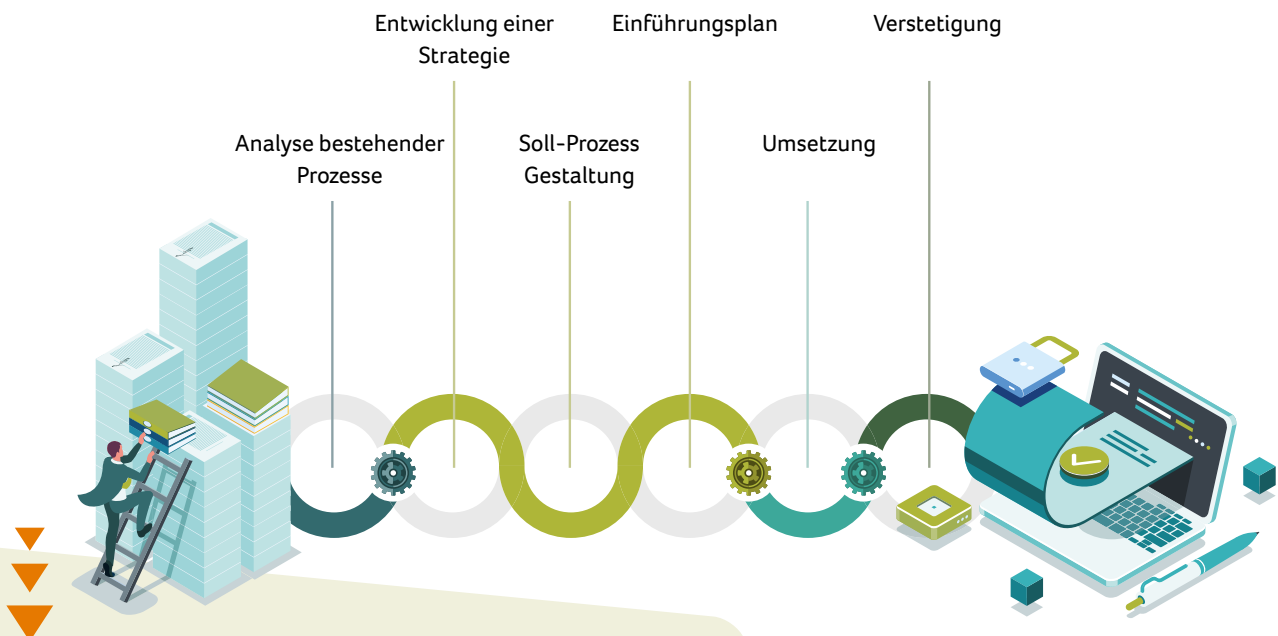 Analyse bestehender
Prozesse
Entwicklung einer
Strategie
Soll-Prozess
Gestaltung
Einführungsplan
Umsetzung
Verstetigung